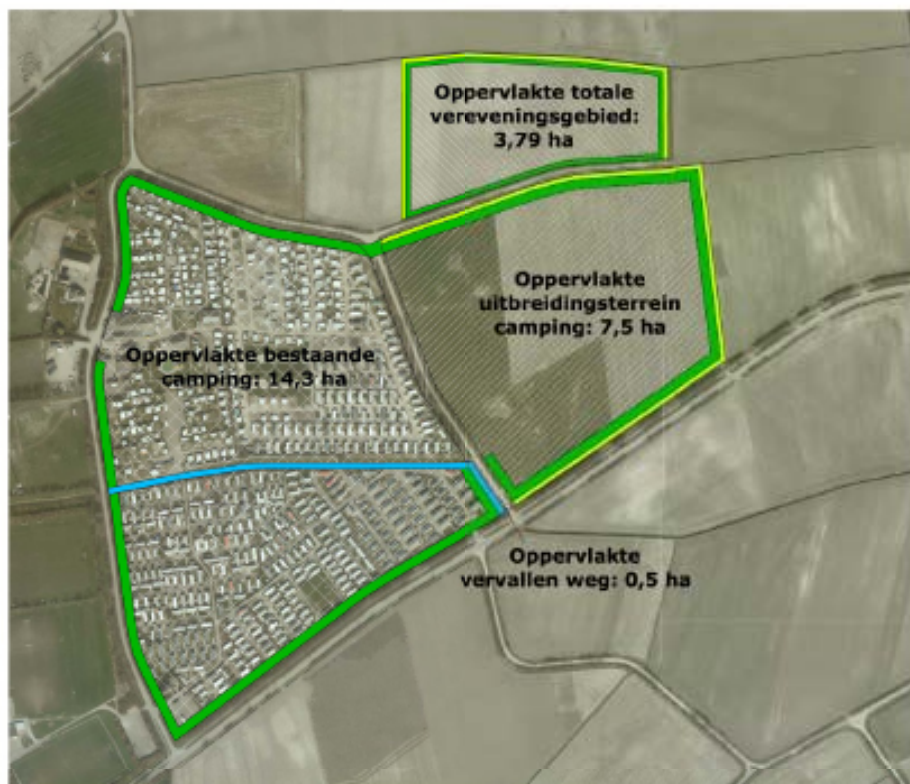 Oppervlakte totale
vereveningsgebied:
3,79 ha
Oppervlakte
uitbreidingsterrein
camping: 7,5 ha
Oppervlakte bestaande
camping: 14,3 ha
Oppervlakte
vervallen weg: 0,5 ha